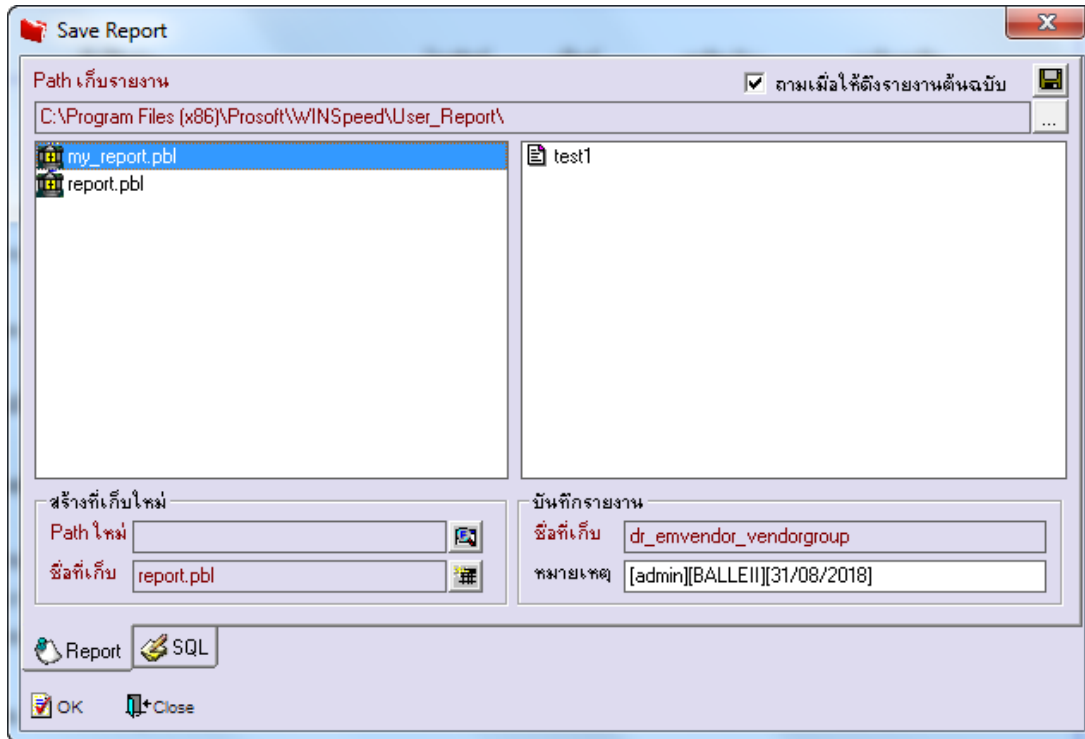 Save Report
Path เก็บรายงาน
ถามเมื่อให้ดึงรายงานต้นฉบับ
C:\Program Files (x86)\Prosoft\WINSpeed\User_Report\
...
my_report.pbl
report.pbl
test1
สร้างที่เก็บใหม่
Path ใหม่
ชื่อที่เก็บ report.pbl
บันทึกรายงาน
ชื่อที่เก็บ dr_emvendor_vendorgroup
หมายเหตุ [admin][BALLEII][31/08/2018]
Report SQL
OK Close